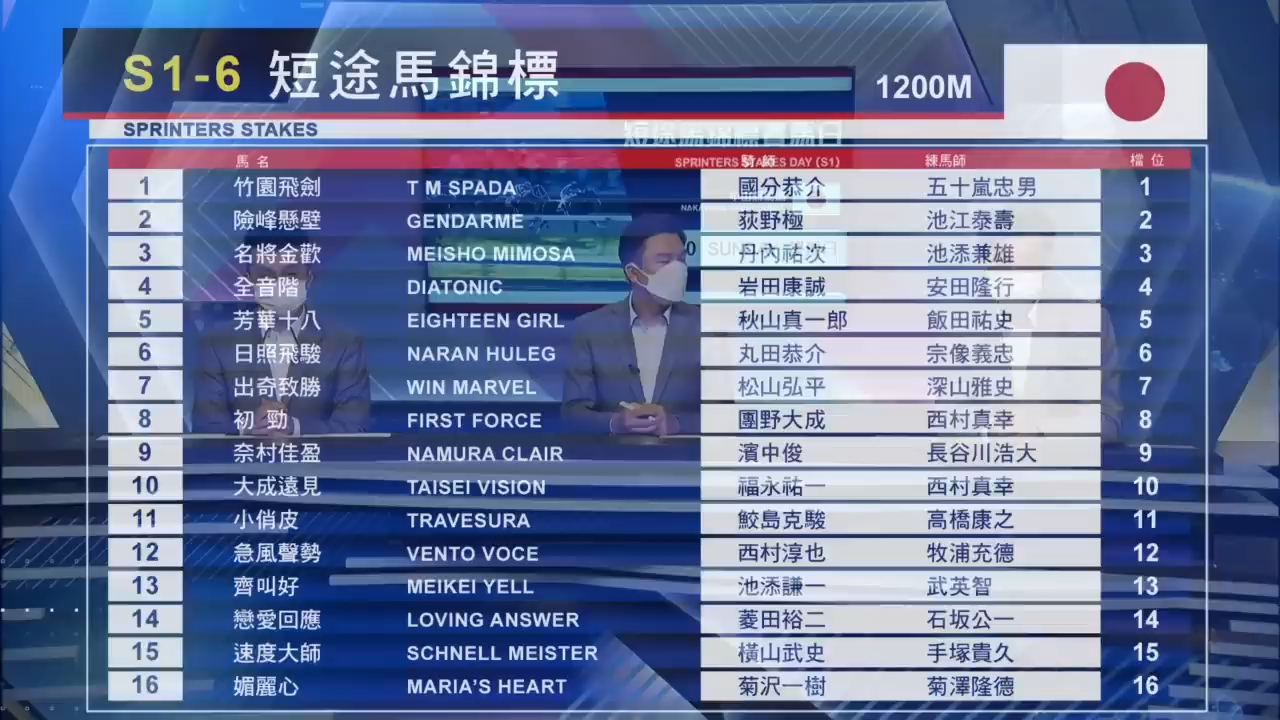 S1-6 短途馬錦標 1200M
SPRINTERS STAKES
短途馬錦標賽馬日
馬名 騎師 練馬師 檔位
SPRINTERS STAKES DAY (S1)
1 竹園飛劍 T M SPADA 國分恭介 五十嵐忠男 1
2 險峰懸壁 GENDARME 荻野極 池江泰壽 2
3 名將金歡 MEISHO MIMOSA 丹內祐次 池添兼雄 3
4 全音階 DIATONIC 岩田康誠 安田隆行 4
5 芳華十八 EIGHTEEN GIRL 秋山真一郎 飯田祐史 5
6 日照飛駿 NARAN HULEG 丸田恭介 宗像義忠 6
7 出奇致勝 WIN MARVEL 松山弘平 深山雅史 7
8 初勁 FIRST FORCE 團野大成 西村真幸 8
9 奈村佳盈 NAMURA CLAIR 濱中俊 長谷川浩大 9
10 大成遠見 TAISEI VISION 福永祐一 西村真幸 10
11 小俏皮 TRAVESURA 鮫島克駿 高橋康之 11
12 急風聲勢 VENTO VOCE 西村淳也 牧浦充德 12
13 齊叫好 MEIKEI YELL 池添謙一 武英智 13
14 戀愛回應 LOVING ANSWER 菱田裕二 石坂公一 14
15 速度大師 SCHNELL MEISTER 橫山武史 手塚貴久 15
16 媚麗心 MARIA'S HEART 菊沢一樹 菊澤隆德 16